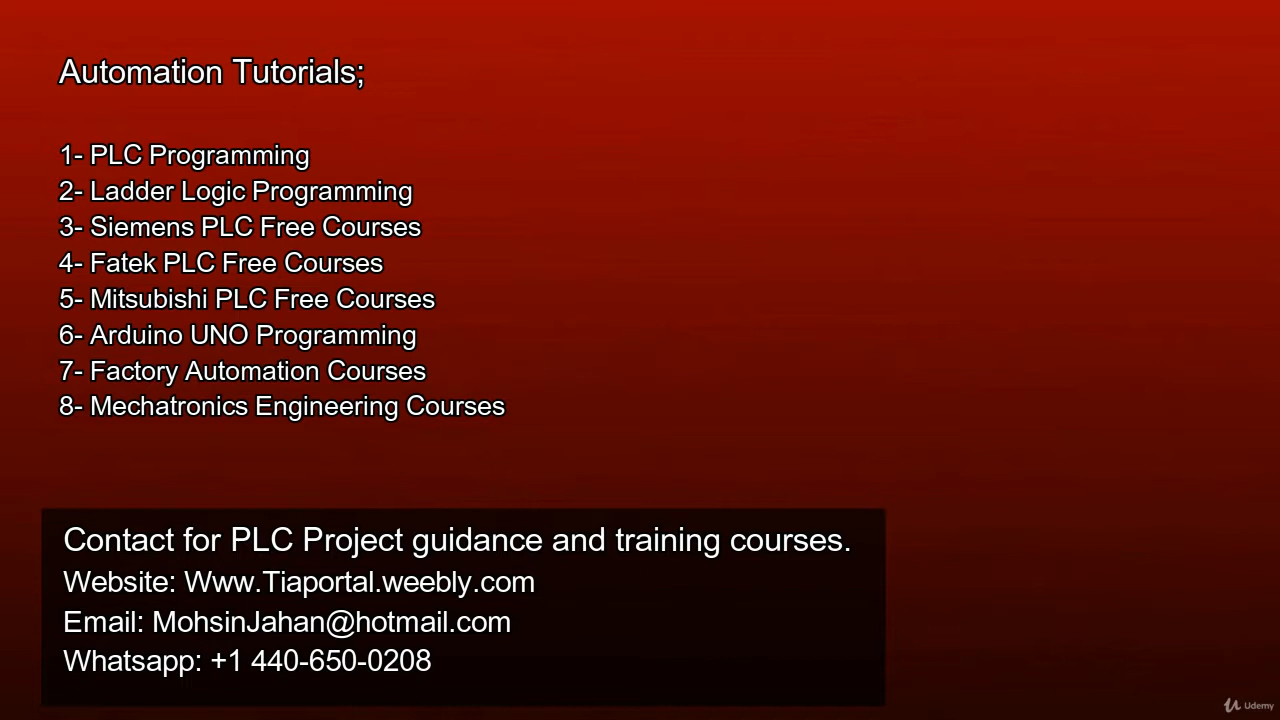 Automation Tutorials;
1- PLC Programming
2- Ladder Logic Programming
3- Siemens PLC Free Courses
4- Fatek PLC Free Courses
5- Mitsubishi PLC Free Courses
6- Arduino UNO Programming
7- Factory Automation Courses
8- Mechatronics Engineering Courses
Contact for PLC Project guidance and training courses.
Website: Www.Tiaportal.weebly.com
Email: MohsinJahan@hotmail.com
Whatsapp: +1 440-650-0208
Udemy